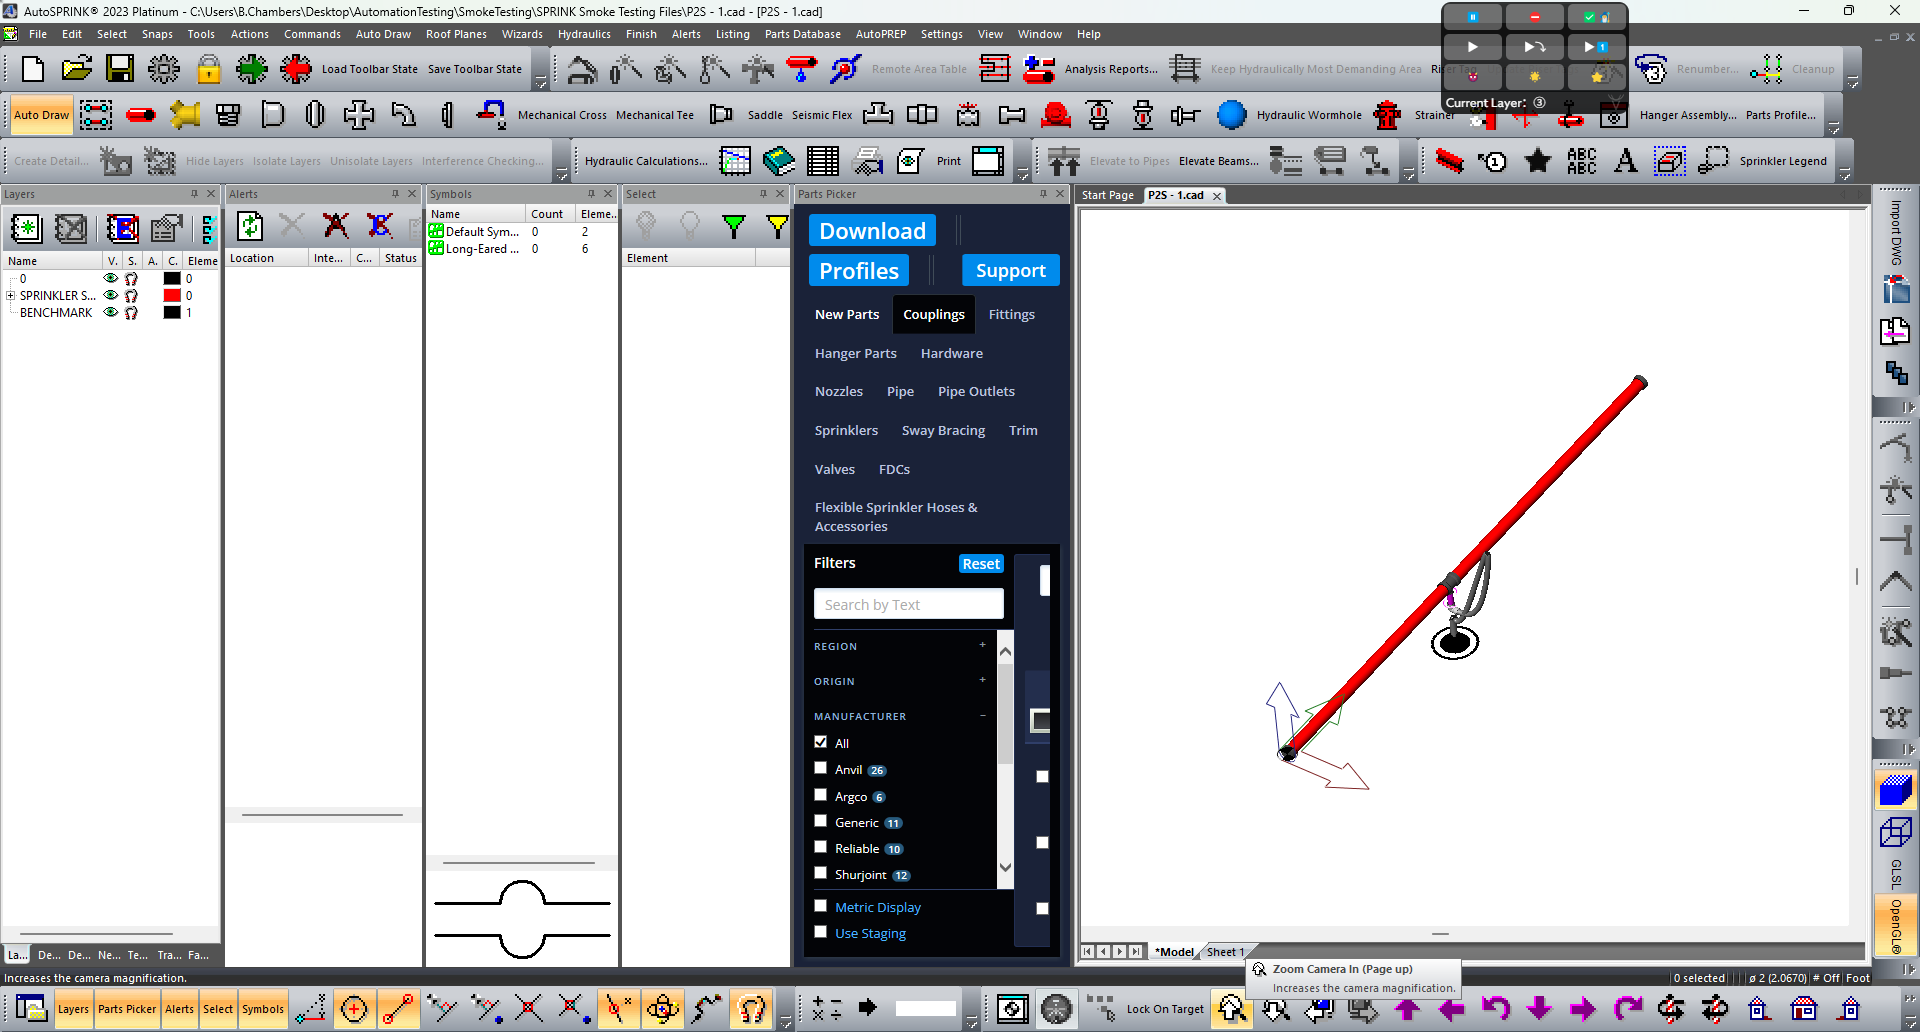 AutoSPRINK® 2023 Platinum - C:\Users\B.Chambers\Desktop\AutomationTesting\SmokeTesting\SPRINK Smoke Testing Files\P2S - 1.cad - [P2S - 1.cad]
File Edit Select Snaps Tools Actions Commands Auto Draw Roof Planes Wizards Hydraulics Finish Alerts Listing Parts Database AutoPREP Settings View Window Help
Load Toolbar State Save Toolbar State Remote Area Table Analysis Reports... Keep Hydraulically Most Demanding Area Renumber... Cleanup
Current Layer: ③
Auto Draw Mechanical Cross Mechanical Tee Saddle Seismic Flex Hydraulic Wormhole Strainer Hanger Assembly... Parts Profile...
Create Detail... Hide Layers Isolate Layers Unisolate Layers Interference Checking... Hydraulic Calculations... Print Elevate to Pipes Elevate Beams... 1 ABC ABC A Sprinkler Legend
Layers Alerts Symbols Select Parts Picker Start Page P2S - 1.cad
Name V. S. A. C. Eleme
0 0
SPRINKLER S... 0
BENCHMARK 1
Location Inte... C... Status
Name Count Eleme...
Default Sym... 0 2
Long-Eared ... 0 6
Element
Download
Profiles Support
New Parts Couplings Fittings
Hanger Parts Hardware
Nozzles Pipe Pipe Outlets
Sprinklers Sway Bracing Trim
Valves FDCs
Flexible Sprinkler Hoses &
Accessories
Filters Reset
Search by Text
REGION +
ORIGIN +
MANUFACTURER −
All
Anvil 26
Argco 6
Generic 11
Reliable 10
Shurjoint 12
Metric Display
Use Staging
Import DWG
GLSL
OpenGL®
La... De... De... Ne... Te... Tra... Fa...
*Model Sheet 1
Zoom Camera In (Page up)
Increases the camera magnification.
Increases the camera magnification.
0 selected ø 2 (2.0670) # Off Foot
Layers Parts Picker Alerts Select Symbols Lock On Target